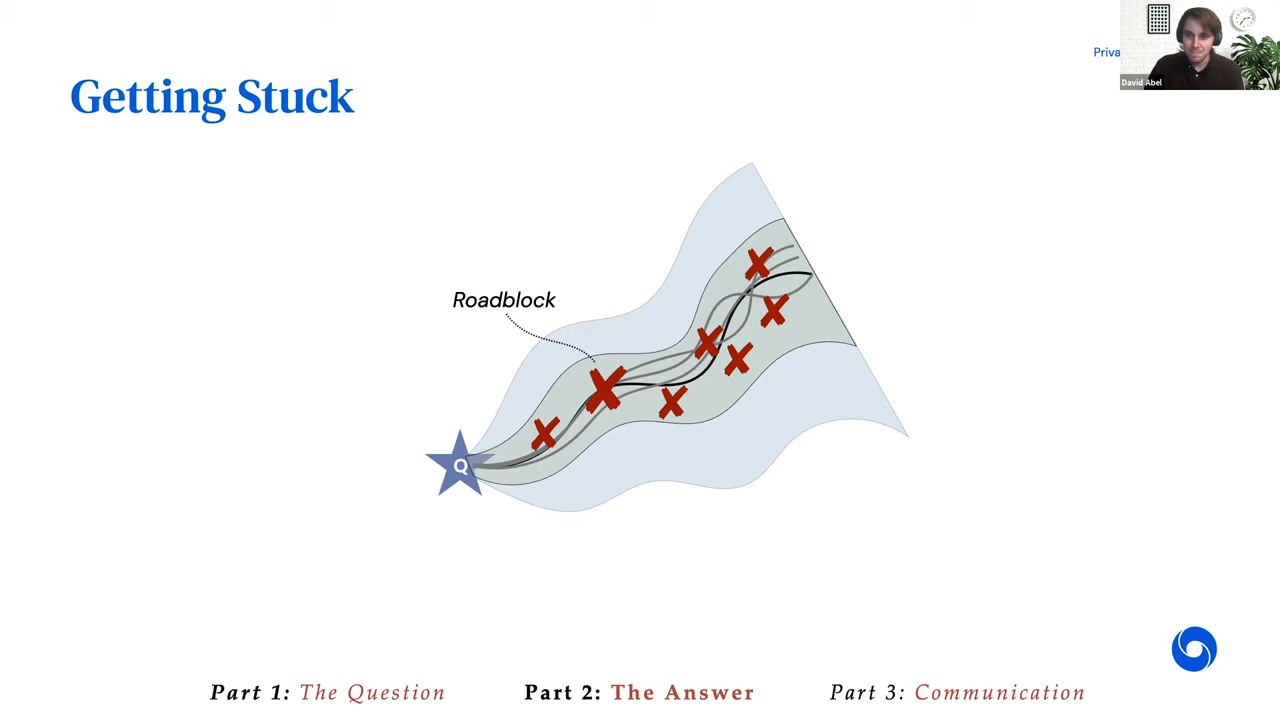 Priva
David Abel
Getting Stuck
Roadblock
Q
Part 1: The Question
Part 2: The Answer
Part 3: Communication